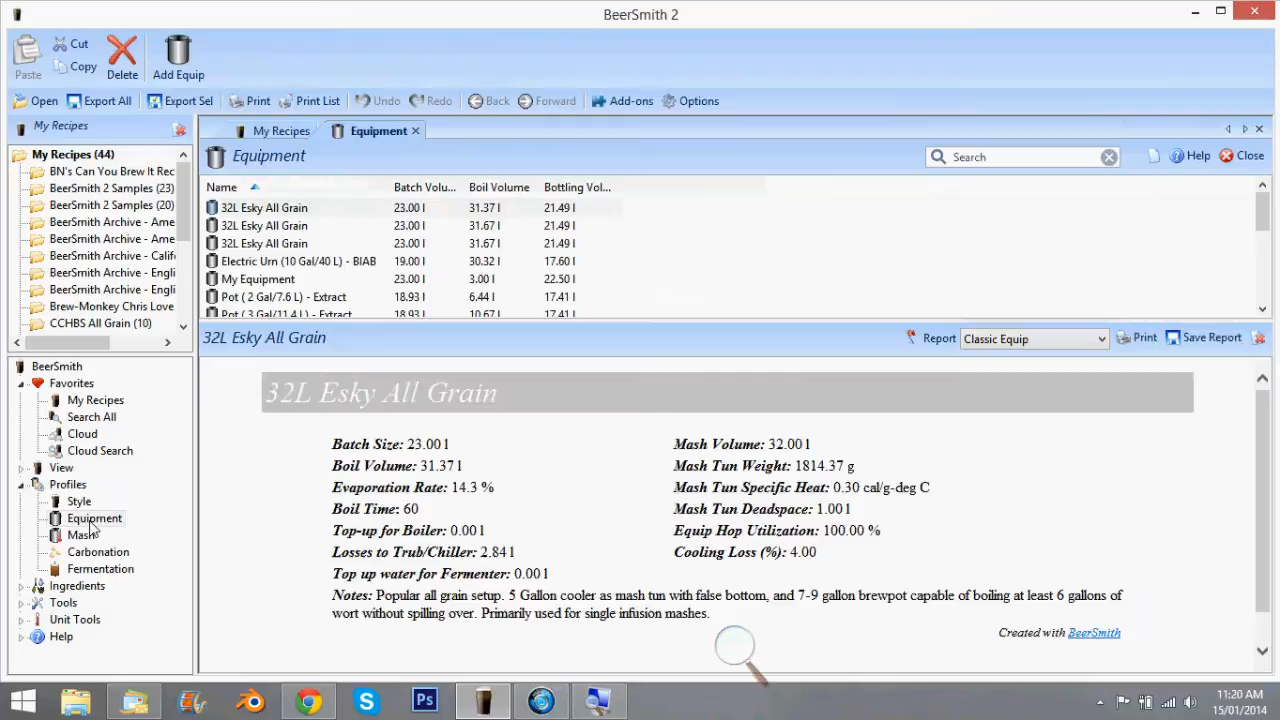 BeerSmith 2
Paste
Cut
Copy
Delete
Add Equip
Open Export All Export Sel Print Print List Undo Redo Back Forward Add-ons Options
My Recipes
My Recipes (44)
BN's Can You Brew It Rec
BeerSmith 2 Samples (23)
BeerSmith 2 Samples (20)
BeerSmith Archive - Ame
BeerSmith Archive - Ame
BeerSmith Archive - Calif
BeerSmith Archive - Engli
BeerSmith Archive - Engli
Brew-Monkey Chris Love
CCHBS All Grain (10)
BeerSmith
Favorites
My Recipes
Search All
Cloud
Cloud Search
View
Profiles
Style
Equipment
Mash
Carbonation
Fermentation
Ingredients
Tools
Unit Tools
Help
My Recipes Equipment
Equipment Search Help Close
Name Batch Volu... Boil Volume Bottling Vol...
32L Esky All Grain 23.00 l 31.37 l 21.49 l
32L Esky All Grain 23.00 l 31.67 l 21.49 l
32L Esky All Grain 23.00 l 31.67 l 21.49 l
Electric Urn (10 Gal/40 L) - BIAB 19.00 l 30.32 l 17.60 l
My Equipment 23.00 l 3.00 l 22.50 l
Pot ( 2 Gal/7.6 L) - Extract 18.93 l 6.44 l 17.41 l
Pot ( 3 Gal/11.4 L) - Extract 18.93 l 10.67 l 17.41 l
32L Esky All Grain Report Classic Equip Print Save Report
32L Esky All Grain
Batch Size: 23.00 l Mash Volume: 32.00 l
Boil Volume: 31.37 l Mash Tun Weight: 1814.37 g
Evaporation Rate: 14.3 % Mash Tun Specific Heat: 0.30 cal/g-deg C
Boil Time: 60 Mash Tun Deadspace: 1.00 l
Top-up for Boiler: 0.00 l Equip Hop Utilization: 100.00 %
Losses to Trub/Chiller: 2.84 l Cooling Loss (%): 4.00
Top up water for Fermenter: 0.00 l
Notes: Popular all grain setup. 5 Gallon cooler as mash tun with false bottom, and 7-9 gallon brewpot capable of boiling at least 6 gallons of
wort without spilling over. Primarily used for single infusion mashes.
Created with BeerSmith
Ps
11:20 AM
15/01/2014